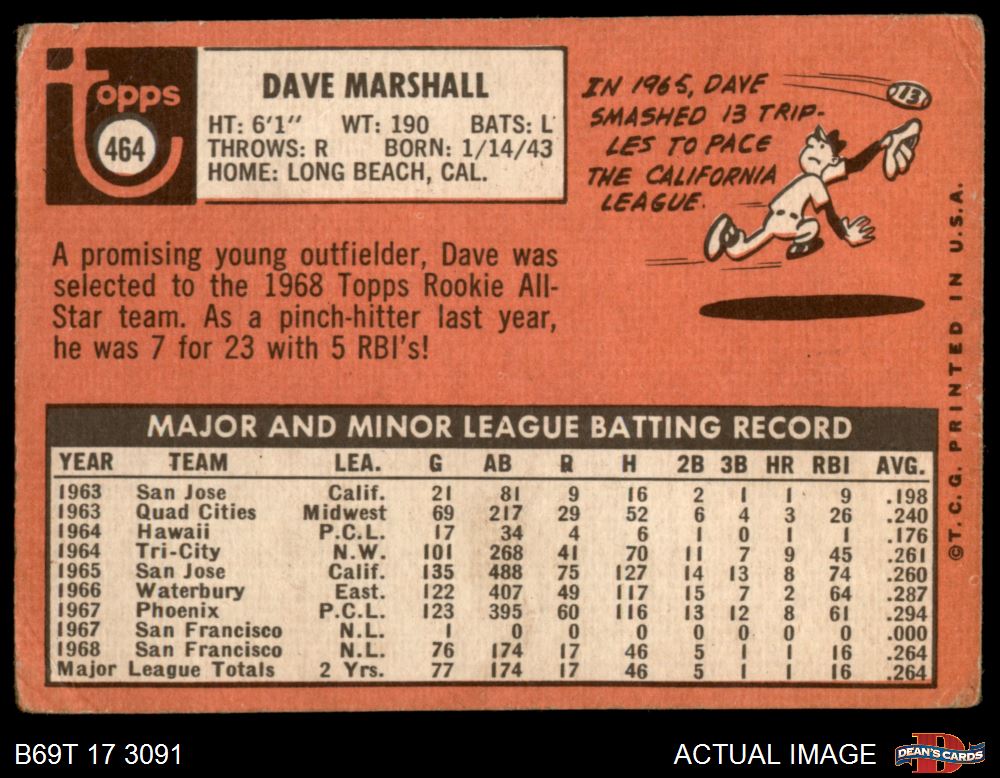 topps
464
DAVE MARSHALL
HT: 6'1" WT: 190 BATS: L
THROWS: R BORN: 1/14/43
HOME: LONG BEACH, CAL.
IN 1965, DAVE
SMASHED 13 TRIP-
LES TO PACE
THE CALIFORNIA
LEAGUE.
13
A promising young outfielder, Dave was
selected to the 1968 Topps Rookie All-
Star team. As a pinch-hitter last year,
he was 7 for 23 with 5 RBI's!
MAJOR AND MINOR LEAGUE BATTING RECORD
YEAR TEAM LEA. G AB R H 2B 3B HR RBI AVG.
1963 San Jose Calif. 21 81 9 16 2 1 1 9 .198
1963 Quad Cities Midwest 69 217 29 52 6 4 3 26 .240
1964 Hawaii P.C.L. 17 34 4 6 1 0 1 1 .176
1964 Tri-City N.W. 101 268 41 70 11 7 9 45 .261
1965 San Jose Calif. 135 488 75 127 14 13 8 74 .260
1966 Waterbury East. 122 407 49 117 15 7 2 64 .287
1967 Phoenix P.C.L. 123 395 60 116 13 12 8 61 .294
1967 San Francisco N.L. 1 0 0 0 0 0 0 0 .000
1968 San Francisco N.L. 76 174 17 46 5 1 1 16 .264
Major League Totals 2 Yrs. 77 174 17 46 5 1 1 16 .264
©T.C.G. PRINTED IN U.S.A.
B69T 17 3091
ACTUAL IMAGE
DEAN'S CARDS